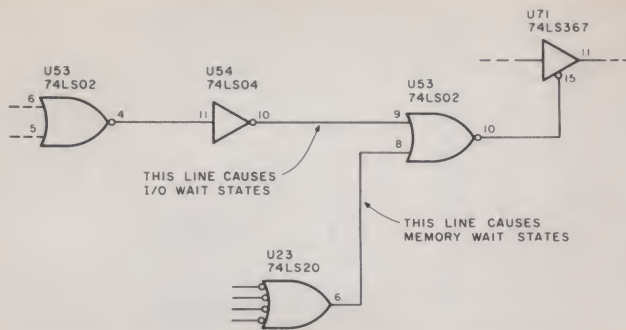 U71
74LS367
11
15
U53
74LS02
6
5
4
U54
74LS04
11
10
U53
74LS02
9
8
10
THIS LINE CAUSES
I/O WAIT STATES
THIS LINE CAUSES
MEMORY WAIT STATES
U23
74LS20
6